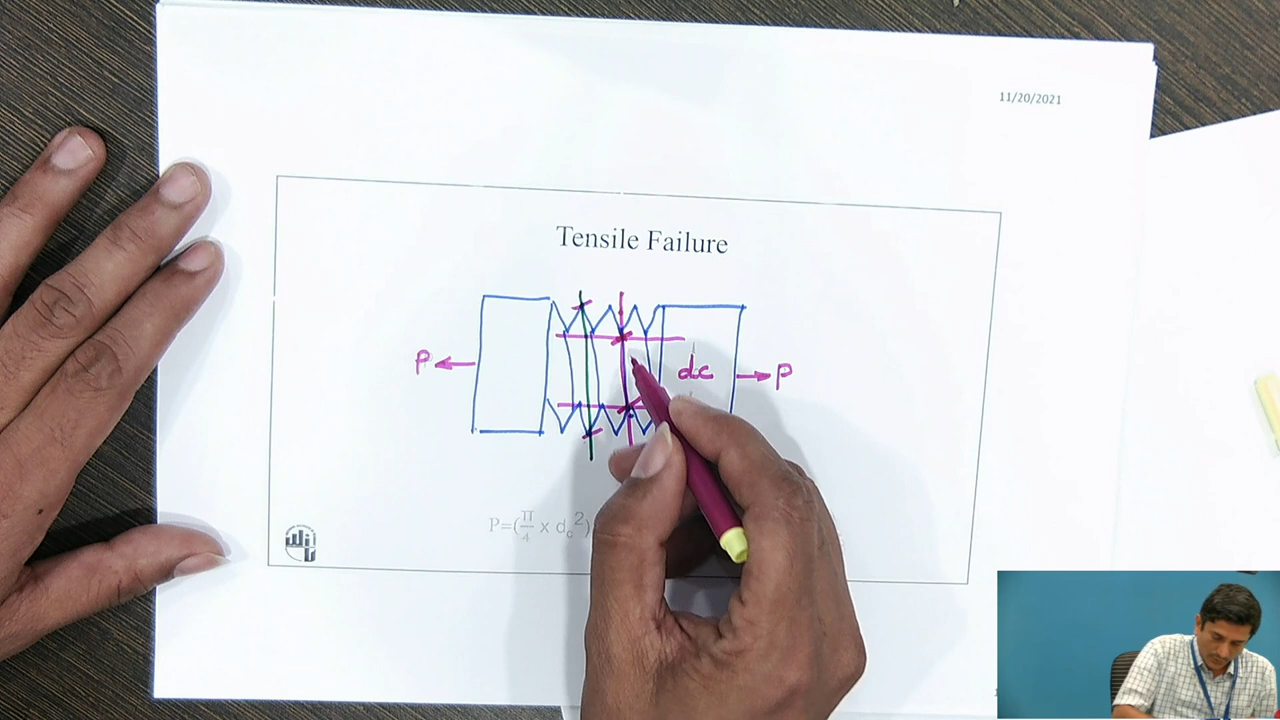 11/20/2021
Tensile Failure
P
dc
P
P=(π/4 x dc²)